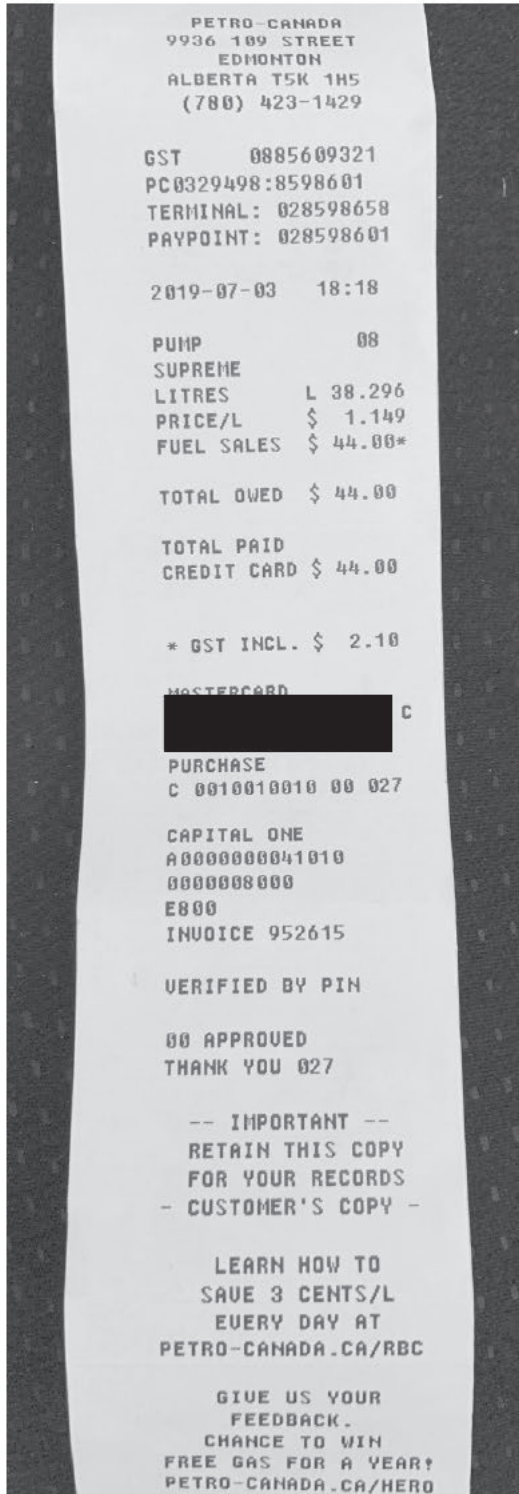 PETRO-CANADA
9936 109 STREET
EDMONTON
ALBERTA T5K 1H5
(780) 423-1429
GST 0885609321
PC0329498:8598601
TERMINAL: 028598658
PAYPOINT: 028598601
2019-07-03 18:18
PUMP 08
SUPREME
LITRES L 38.296
PRICE/L $ 1.149
FUEL SALES $ 44.00*
TOTAL OWED $ 44.00
TOTAL PAID
CREDIT CARD $ 44.00
* GST INCL. $ 2.10
MASTERCARD
C
PURCHASE
C 0010010010 00 027
CAPITAL ONE
A0000000041010
0000008000
E800
INVOICE 952615
VERIFIED BY PIN
00 APPROVED
THANK YOU 027
-- IMPORTANT --
RETAIN THIS COPY
FOR YOUR RECORDS
- CUSTOMER'S COPY -
LEARN HOW TO
SAVE 3 CENTS/L
EVERY DAY AT
PETRO-CANADA.CA/RBC
GIVE US YOUR
FEEDBACK.
CHANCE TO WIN
FREE GAS FOR A YEAR!
PETRO-CANADA.CA/HERO